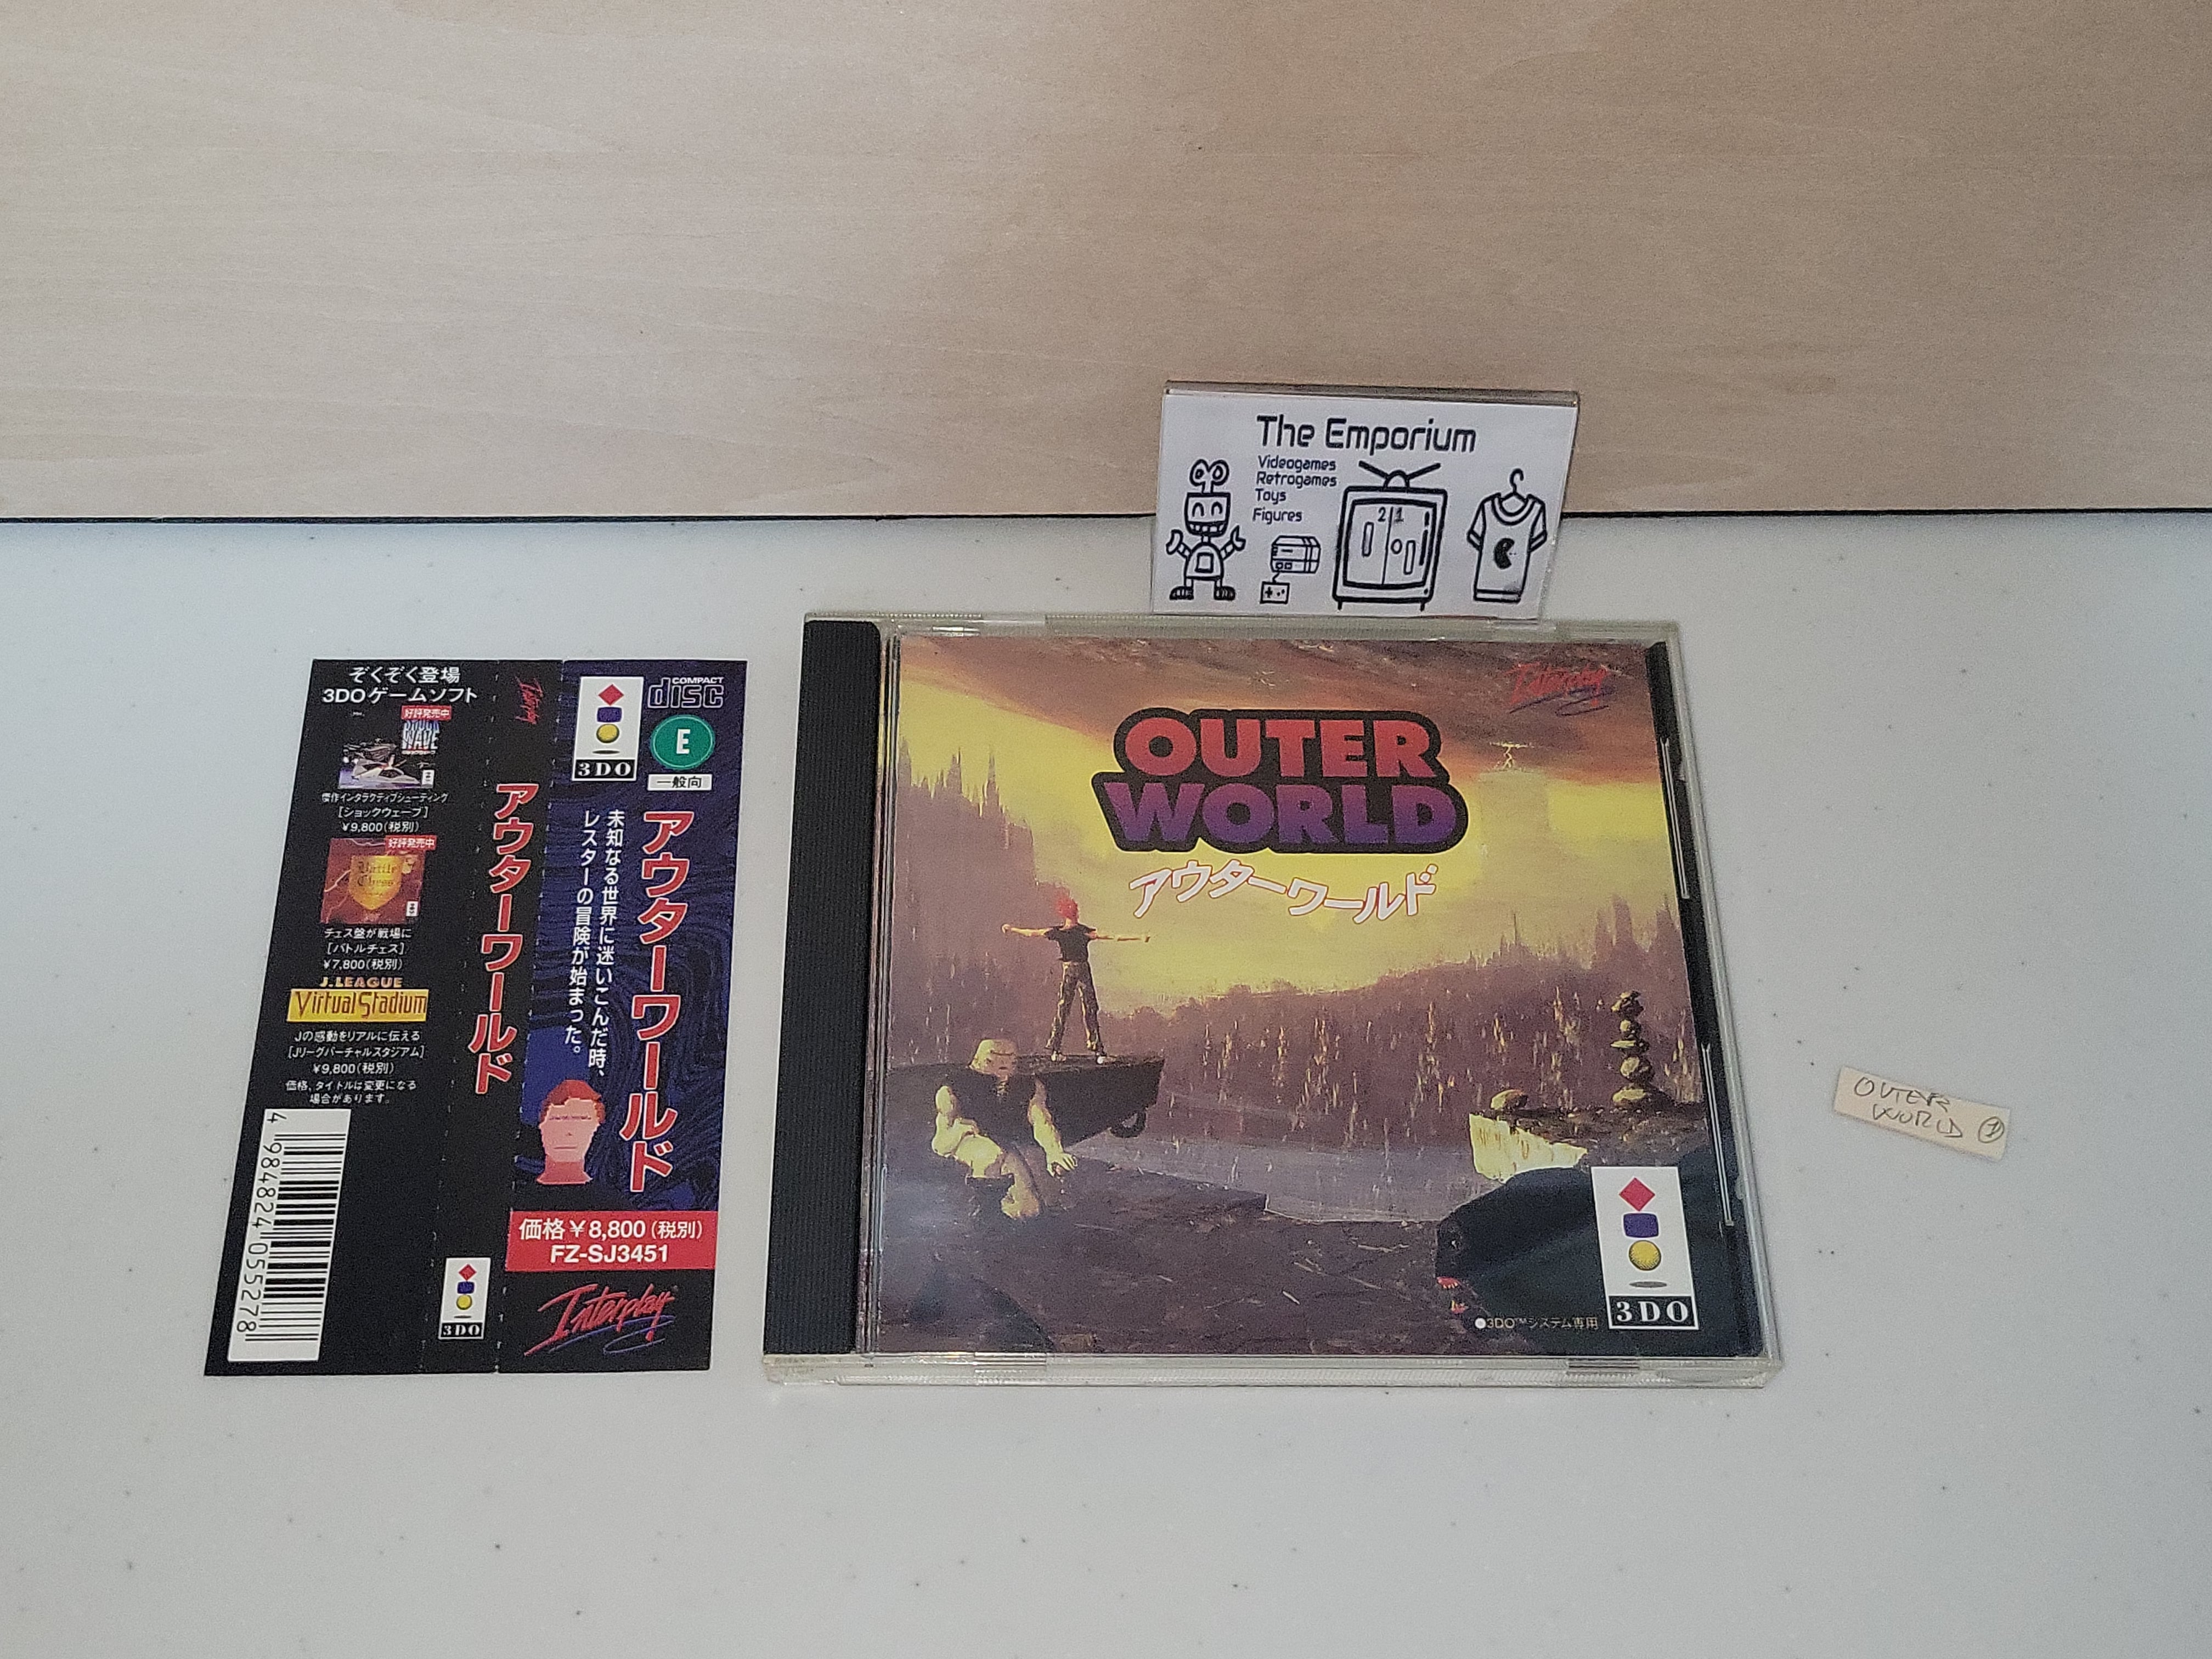 The Emporium
Videogames
Retrogames
Toys
Figures
21
ぞくぞく登場
3DOゲームソフト
好評発売中
WAVE
傑作インタラクティブシューティング
[ショックウェーブ]
¥9,800(税別)
好評発売中
Battle
Chess
チェス盤が戦場に
[バトルチェス]
¥7,800(税別)
J.LEAGUE
VirtualStadium
Jの感動をリアルに伝える
[Jリーグバーチャルスタジアム]
¥9,800(税別)
価格、タイトルは変更になる
場合があります。
4 984824 055278
Interplay
アウターワールド
3DO
3DO
COMPACT
disc
E
一般向
アウターワールド
未知なる世界に迷いこんだ時、
レスターの冒険が始まった。
価格¥8,800(税別)
FZ-SJ3451
Interplay
Interplay
OUTER
WORLD
アウターワールド
●3DO™システム専用
3DO
OUTER
WORLD ①